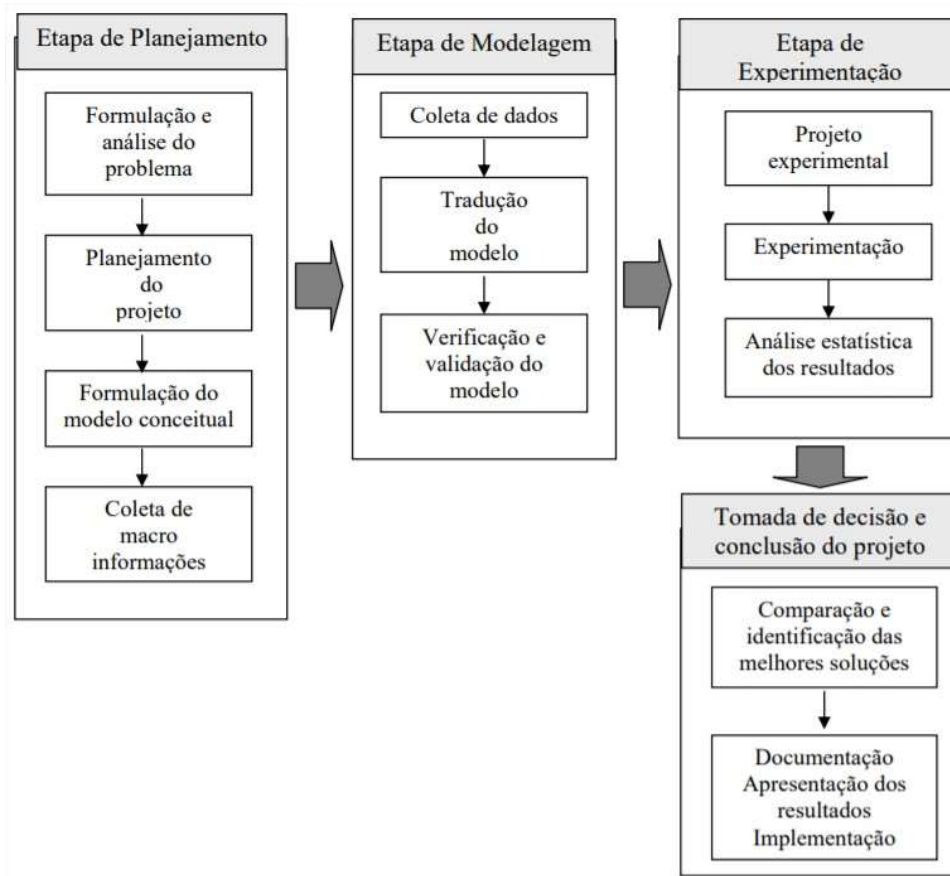 Etapa de Planejamento
Formulação e
análise do
problema
Planejamento
do
projeto
Formulação do
modelo conceitual
Coleta de
macro
informações
Etapa de Modelagem
Coleta de dados
Tradução
do
modelo
Verificação e
validação do
modelo
Etapa de
Experimentação
Projeto
experimental
Experimentação
Análise estatística
dos resultados
Tomada de decisão e
conclusão do projeto
Comparação e
identificação das
melhores soluções
Documentação
Apresentação dos
resultados
Implementação